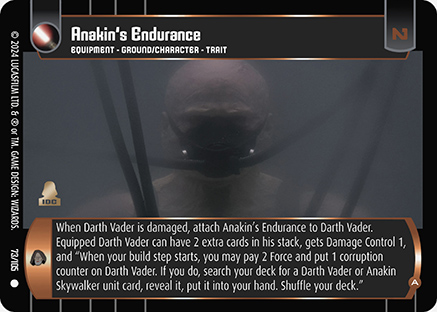 Anakin's Endurance
EQUIPMENT - GROUND/CHARACTER - TRAIT
N
© 2024 LUCASFILM LTD. & ® OR TM. GAME DESIGN: WIZARDS.
IDC
When Darth Vader is damaged, attach Anakin's Endurance to Darth Vader.
Equipped Darth Vader can have 2 extra cards in his stack, gets Damage Control 1,
and "When your build step starts, you may pay 2 Force and put 1 corruption
counter on Darth Vader. If you do, search your deck for a Darth Vader or Anakin
Skywalker unit card, reveal it, put it into your hand. Shuffle your deck."
73/105
A